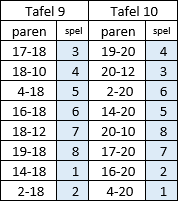 Tafel 9 Tafel 10
paren spel paren spel
17-18 3 19-20 4
18-10 4 20-12 3
4-18 5 2-20 6
16-18 6 14-20 5
18-12 7 20-10 8
19-18 8 17-20 7
14-18 1 16-20 2
2-18 2 4-20 1